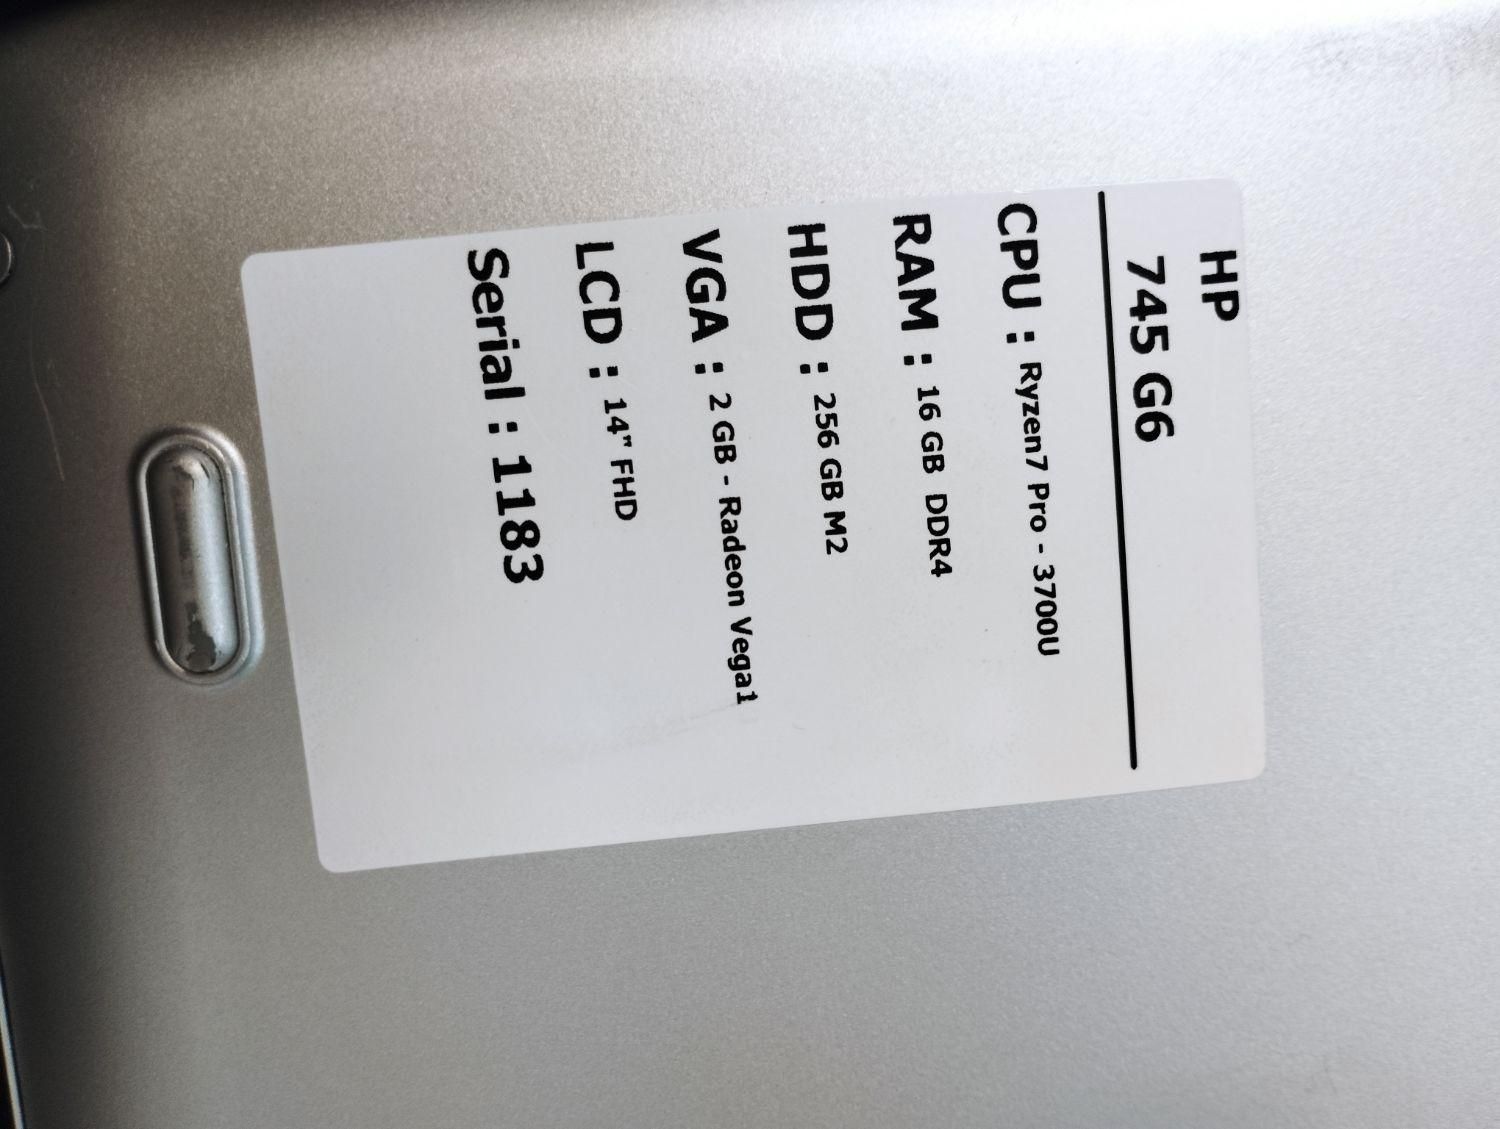 HP
745 G6
CPU : Ryzen7 Pro - 3700U
RAM : 16 GB DDR4
HDD : 256 GB M2
VGA : 2 GB - Radeon Vega1
LCD : 14" FHD
Serial : 1183